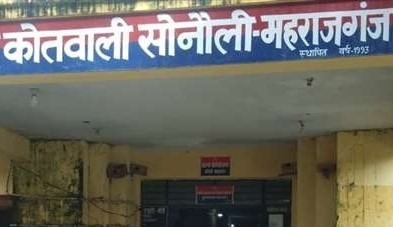 कोतवाली सोनौली-महराजगंज
स्थापित वर्ष-1993